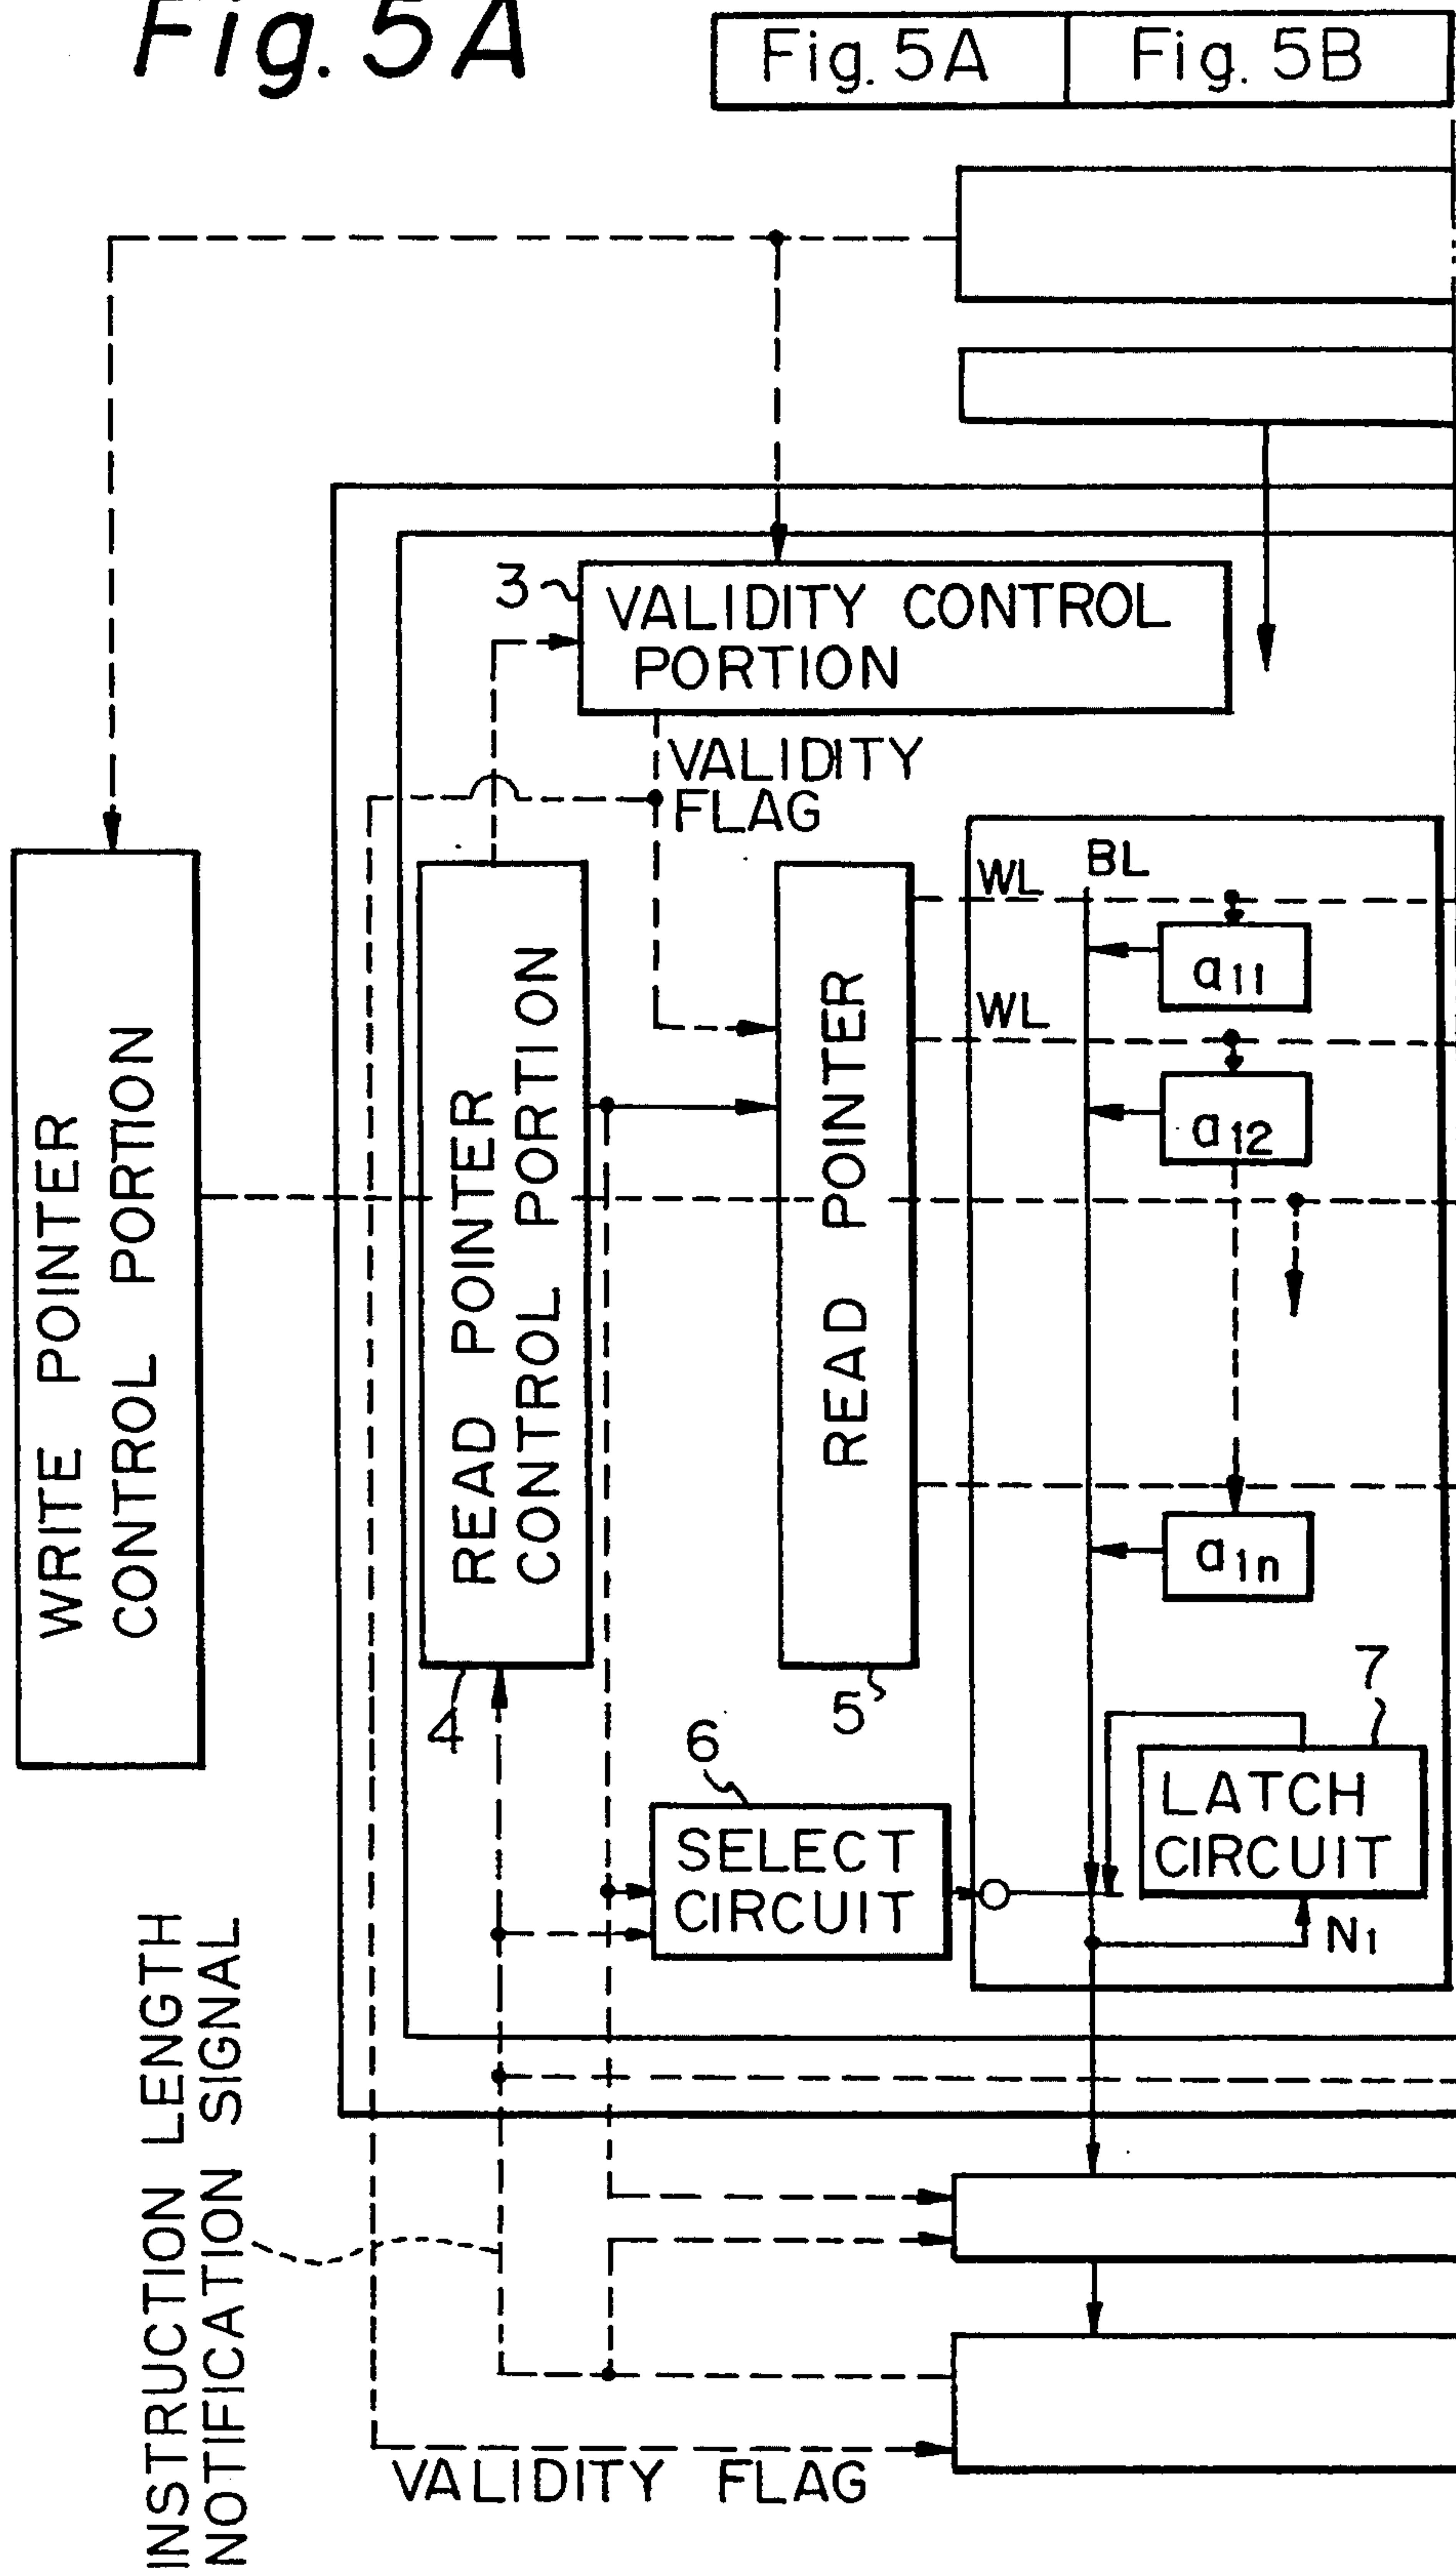 Fig. 5A
Fig. 5A
Fig. 5B
3
VALIDITY CONTROL
PORTION
VALIDITY
FLAG
WRITE POINTER
CONTROL PORTION
READ POINTER
CONTROL PORTION
4
READ POINTER
5
WL
BL
a11
WL
a12
a1n
6
SELECT
CIRCUIT
7
LATCH
CIRCUIT
N1
INSTRUCTION LENGTH
NOTIFICATION SIGNAL
VALIDITY FLAG